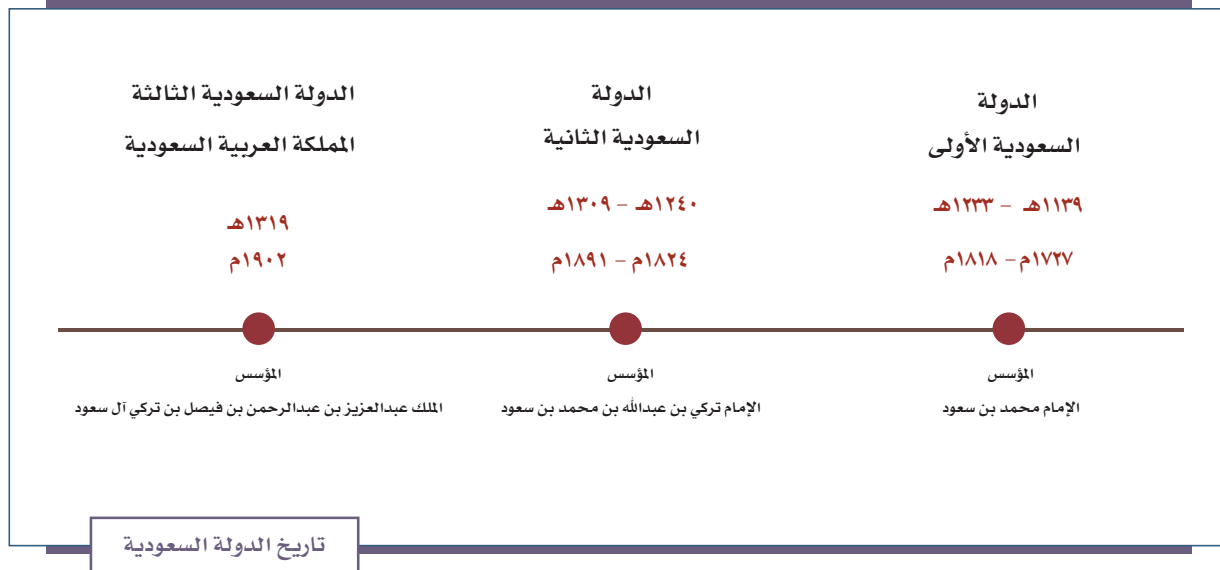 الدولة
السعودية الأولى
١١٣٩هـ – ١٢٣٣هـ
١٧٢٧م – ١٨١٨م
المؤسس
الإمام محمد بن سعود
الدولة
السعودية الثانية
١٢٤٠هـ – ١٣٠٩هـ
١٨٢٤م – ١٨٩١م
المؤسس
الإمام تركي بن عبدالله بن محمد بن سعود
الدولة السعودية الثالثة
المملكة العربية السعودية
١٣١٩هـ
١٩٠٢م
المؤسس
الملك عبدالعزيز بن عبدالرحمن بن فيصل بن تركي آل سعود
تاريخ الدولة السعودية